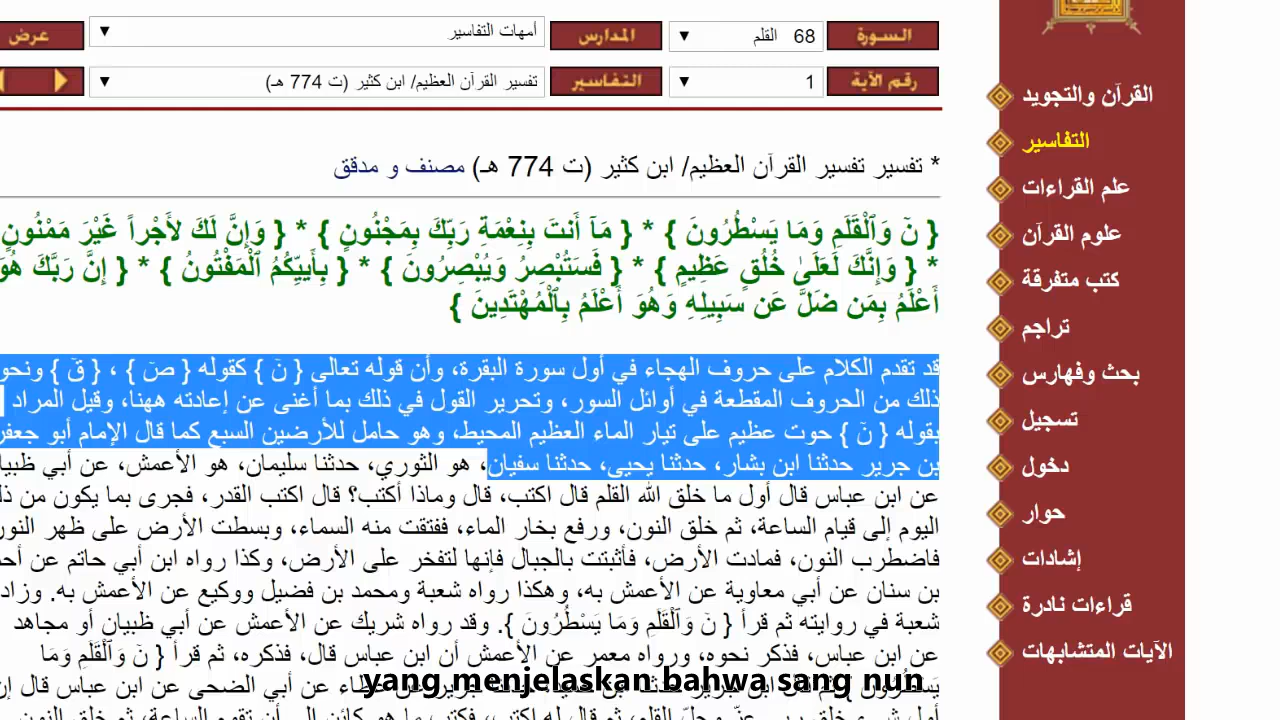 السورة
68 القلم
المدارس
أمهات التفاسير
عرض
رقم الآية
1
التفاسير
تفسير القرآن العظيم/ ابن كثير (ت 774 هـ)
القرآن والتجويد
التفاسير
علم القراءات
علوم القرآن
كتب متفرقة
تراجم
بحث وفهارس
تسجيل
دخول
حوار
إشادات
قراءات نادرة
الآيات المتشابهات
* تفسير تفسير القرآن العظيم/ ابن كثير (ت 774 هـ) مصنف و مدقق
{ نۤ وَٱلْقَلَمِ وَمَا يَسْطُرُونَ } * { مَآ أَنتَ بِنِعْمَةِ رَبِّكَ بِمَجْنُونٍ } * { وَإِنَّ لَكَ لأَجْراً غَيْرَ مَمْنُونٍ
* { وَإِنَّكَ لَعَلَىٰ خُلُقٍ عَظِيمٍ } * { فَسَتُبْصِرُ وَيُبْصِرُونَ } * { بِأَييِّكُمُ ٱلْمَفْتُونُ } * { إِنَّ رَبَّكَ هُوَ
أَعْلَمُ بِمَن ضَلَّ عَن سَبِيلِهِ وَهُوَ أَعْلَمُ بِٱلْمُهْتَدِينَ }
قد تقدم الكلام على حروف الهجاء في أول سورة البقرة، وأن قوله تعالى { نۤ } كقوله { صۤ } ، { قۤ } ونحو
ذلك من الحروف المقطعة في أوائل السور، وتحرير القول في ذلك بما أغنى عن إعادته ههنا، وقيل المراد
بقوله { نۤ } حوت عظيم على تيار الماء العظيم المحيط، وهو حامل للأرضين السبع كما قال الإمام أبو جعفر
بن جرير حدثنا ابن بشار، حدثنا يحيى، حدثنا سفيان، هو الثوري، حدثنا سليمان، هو الأعمش، عن أبي ظبيان
عن ابن عباس قال أول ما خلق الله القلم قال اكتب، قال وماذا أكتب؟ قال اكتب القدر، فجرى بما يكون من
اليوم إلى قيام الساعة، ثم خلق النون، ورفع بخار الماء، ففتقت منه السماء، وبسطت الأرض على ظهر النون
فاضطرب النون، فمادت الأرض، فأثبتت بالجبال فإنها لتفخر على الأرض، وكذا رواه ابن أبي حاتم عن
بن سنان عن أبي معاوية عن الأعمش به، وهكذا رواه شعبة ومحمد بن فضيل ووكيع عن الأعمش به. وزاد
شعبة في روايته ثم قرأ { نۤ وَٱلْقَلَمِ وَمَا يَسْطُرُونَ }. وقد رواه شريك عن الأعمش عن أبي ظبيان أو مجاهد
عن ابن عباس، فذكر نحوه، ورواه معمر عن الأعمش أن ابن عباس قال، فذكره، ثم قرأ { نۤ وَٱلْقَلَمِ وَمَا
عن أبي الضحى عن ابن عباس قال
yang menjelaskan bahwa sang nun